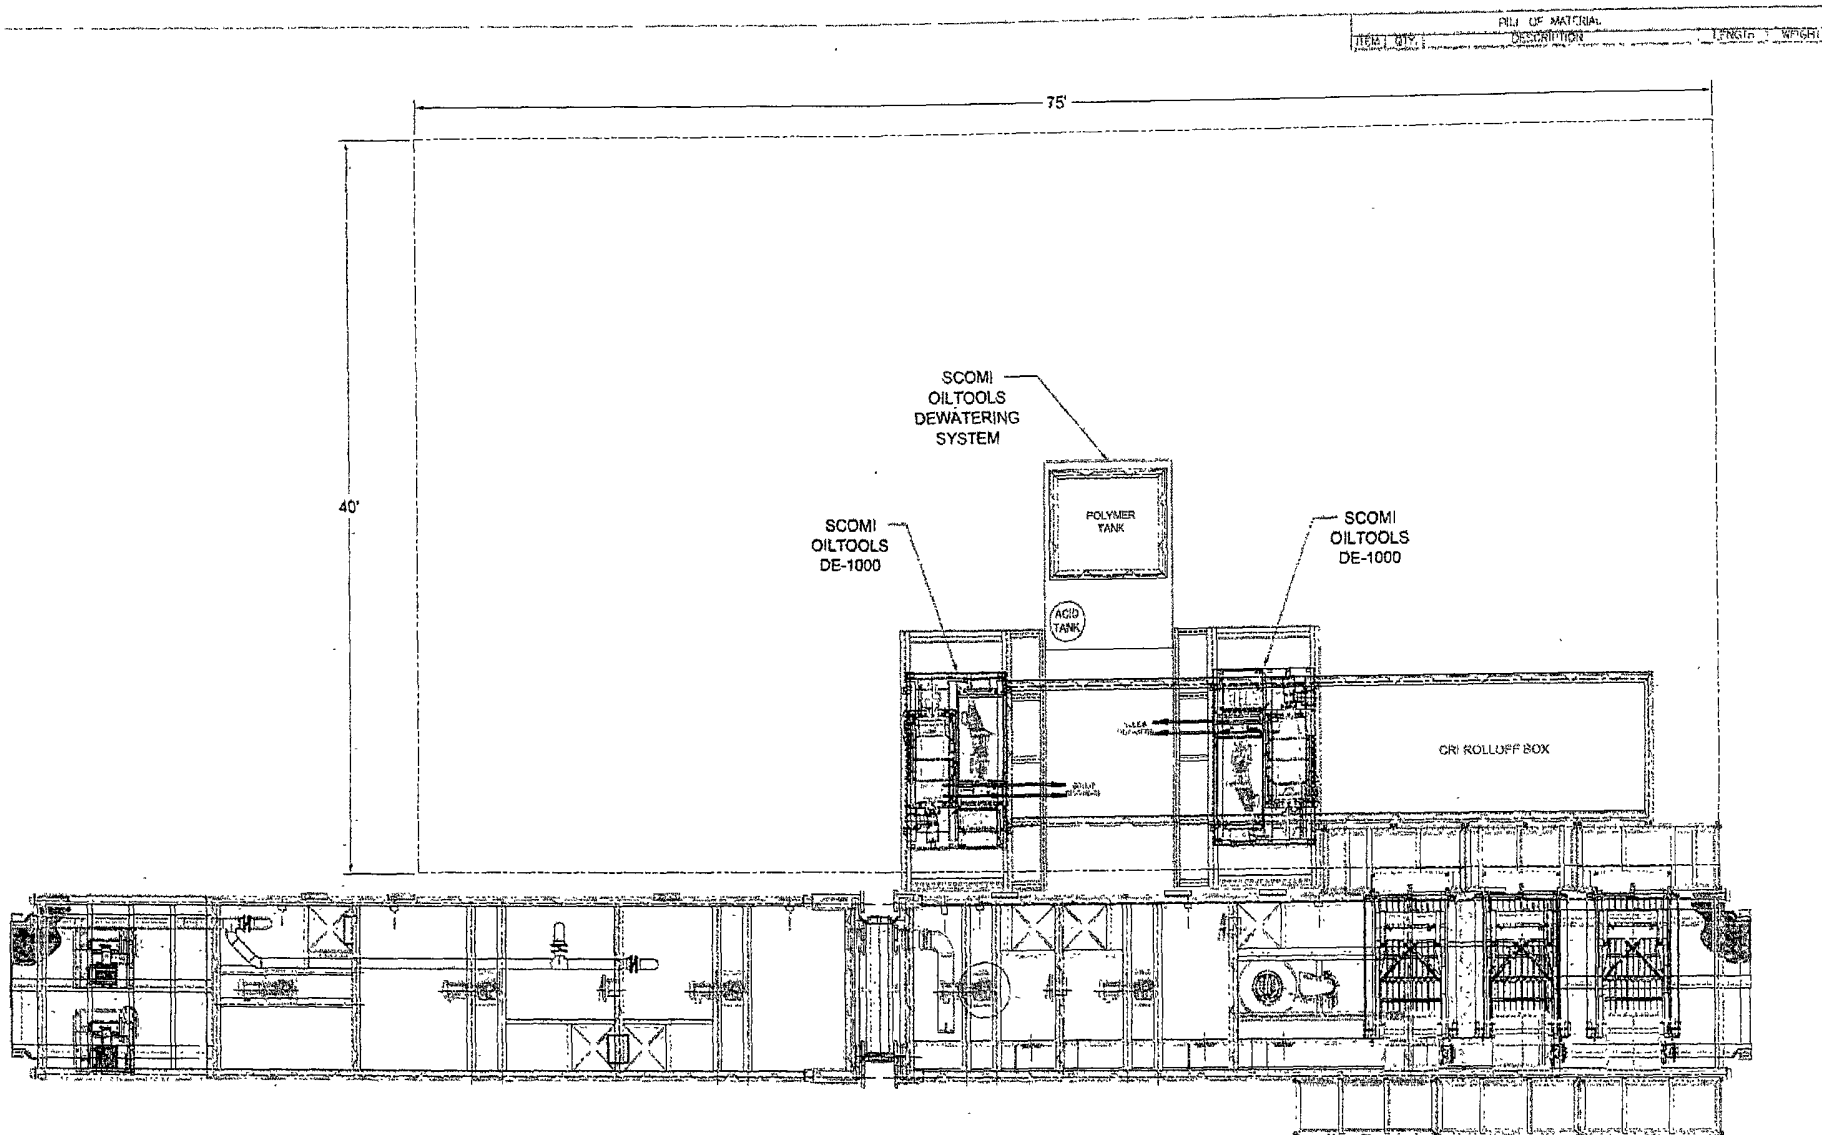 BILL OF MATERIAL
ITEM QTY. DESCRIPTION LENGTH WEIGHT
75'
40'
SCOMI
OILTOOLS
DEWATERING
SYSTEM
SCOMI
OILTOOLS
DE-1000
POLYMER
TANK
SCOMI
OILTOOLS
DE-1000
ACID
TANK
CRI ROLLOFF BOX